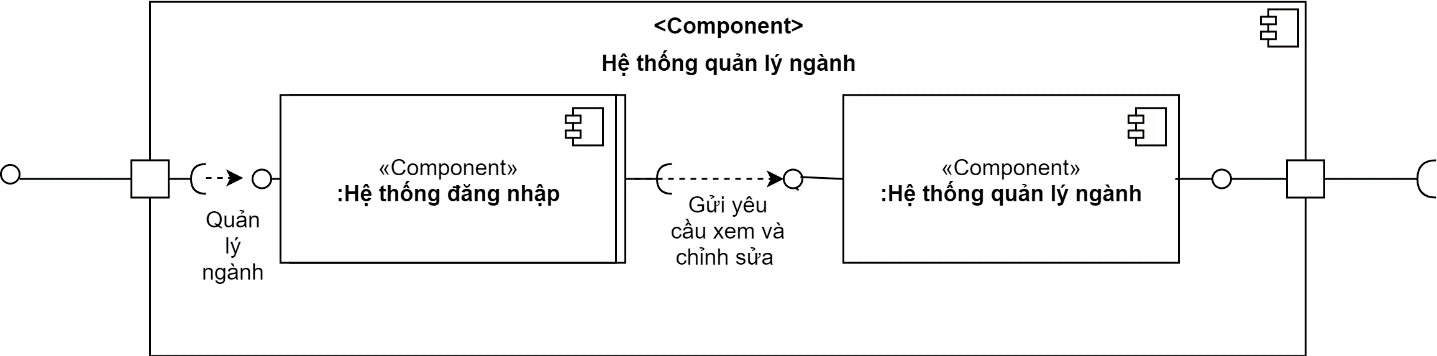 <Component>
Hệ thống quản lý ngành
«Component»
:Hệ thống đăng nhập
«Component»
:Hệ thống quản lý ngành
Quản
lý
ngành
Gửi yêu
cầu xem và
chỉnh sửa